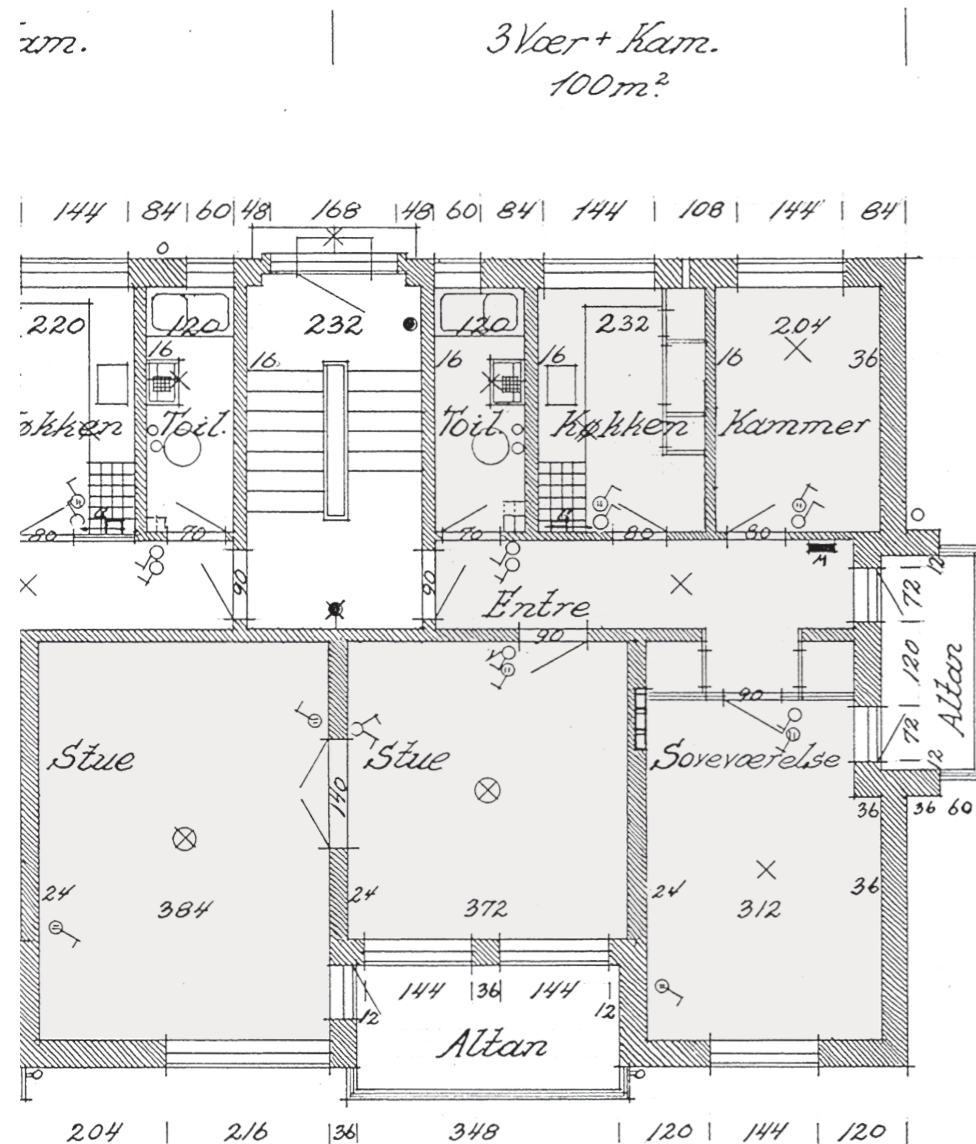 3 Vær + Kam.
100 m²
144 84 60 48 168 48 60 84 144 108 144 84
220 120 232 120 232 204
16 16 16 16 16 36
Toil. Toil. Køkken Kammer
80 70 70 80 80
M
90 90
Entre
90
72 12
120
Altan
90
72 12
Stue Stue Soveværelse
140
36 36 60
24 24 24 36
384 372 312
144 36 144
12 12
Altan
204 216 36 348 120 144 120